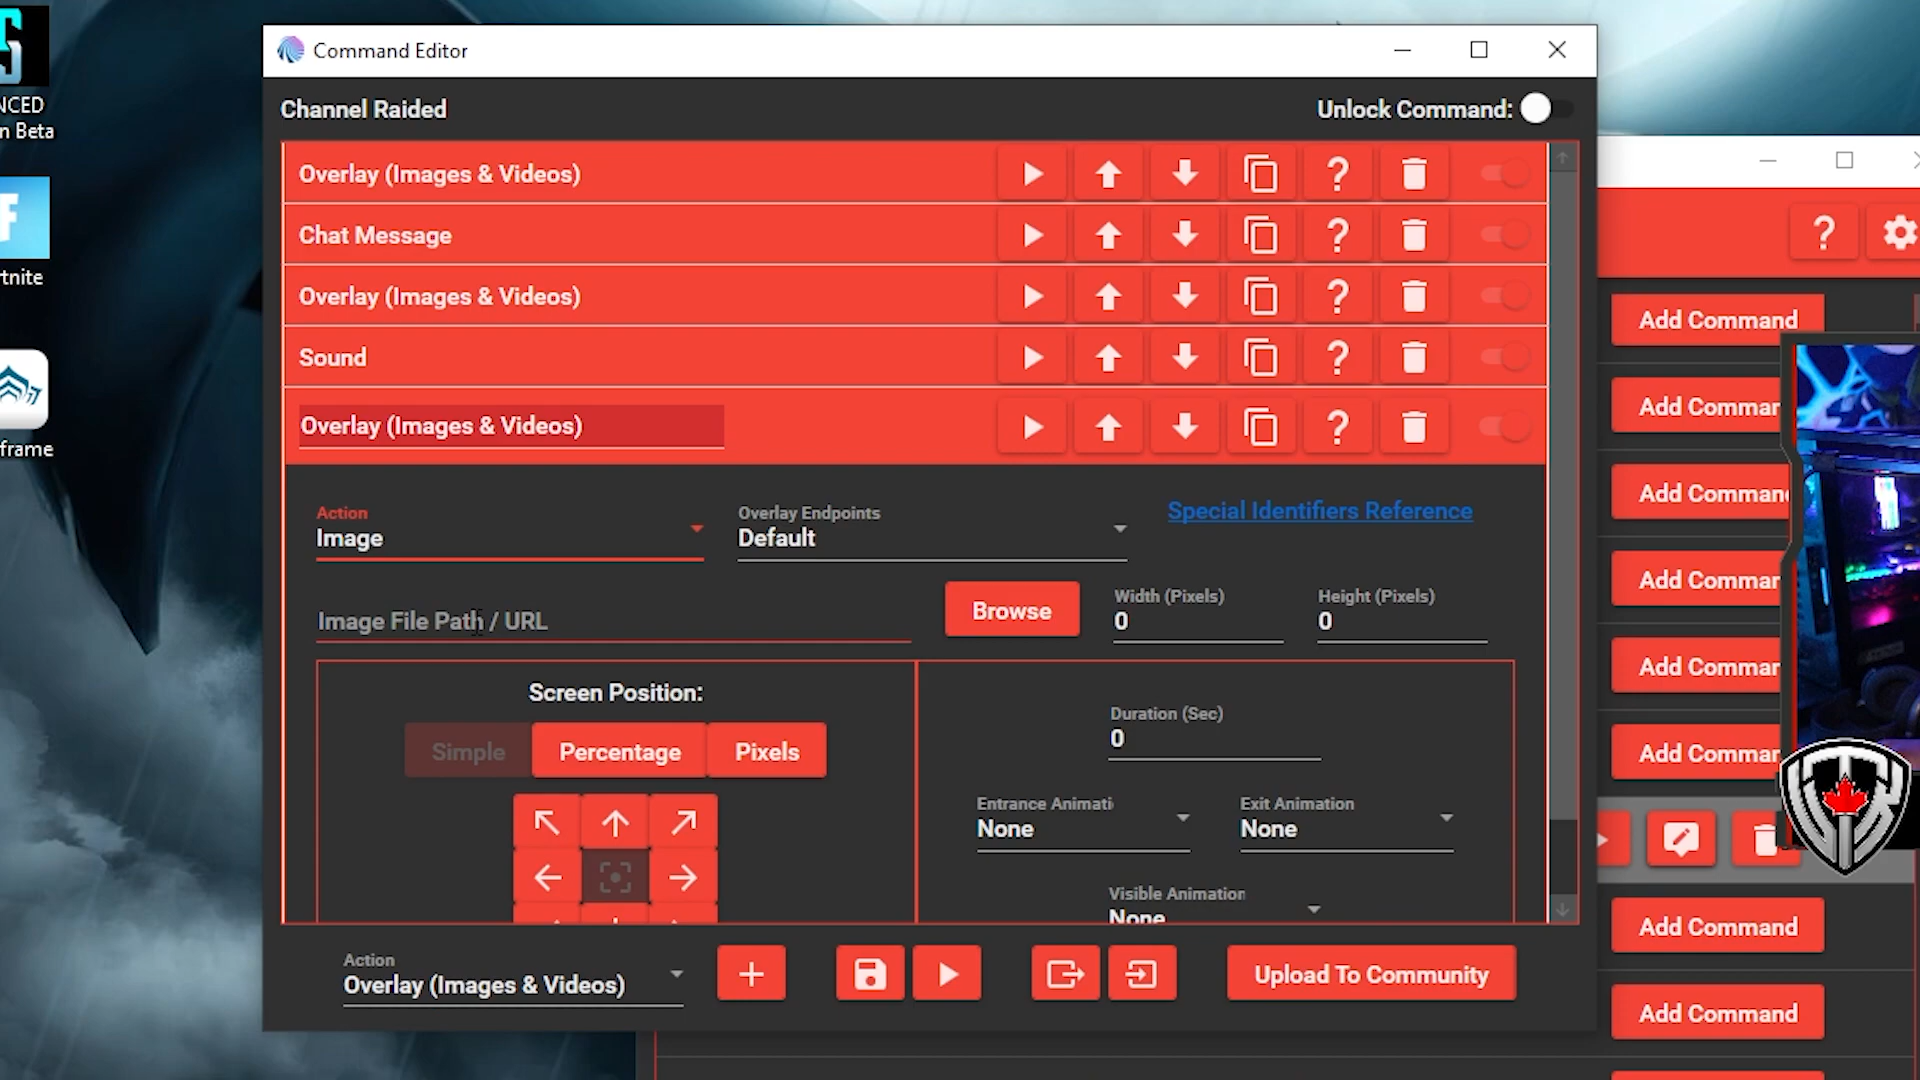 Command Editor
NCED
n Beta
Channel Raided
Unlock Command:
Overlay (Images & Videos)
?
Chat Message
?
Overlay (Images & Videos)
?
Sound
?
Overlay (Images & Videos)
?
?
tnite
frame
Action
Image
Overlay Endpoints
Default
Special Identifiers Reference
Image File Path / URL
Browse
Width (Pixels)
0
Height (Pixels)
0
Screen Position:
Simple
Percentage
Pixels
Duration (Sec)
0
Entrance Animati
None
Exit Animation
None
Visible Animation
None
Action
Overlay (Images & Videos)
Upload To Community
Add Command
Add Comman
Add Comman
Add Comman
Add Comman
Add Comman
Add Command
Add Command